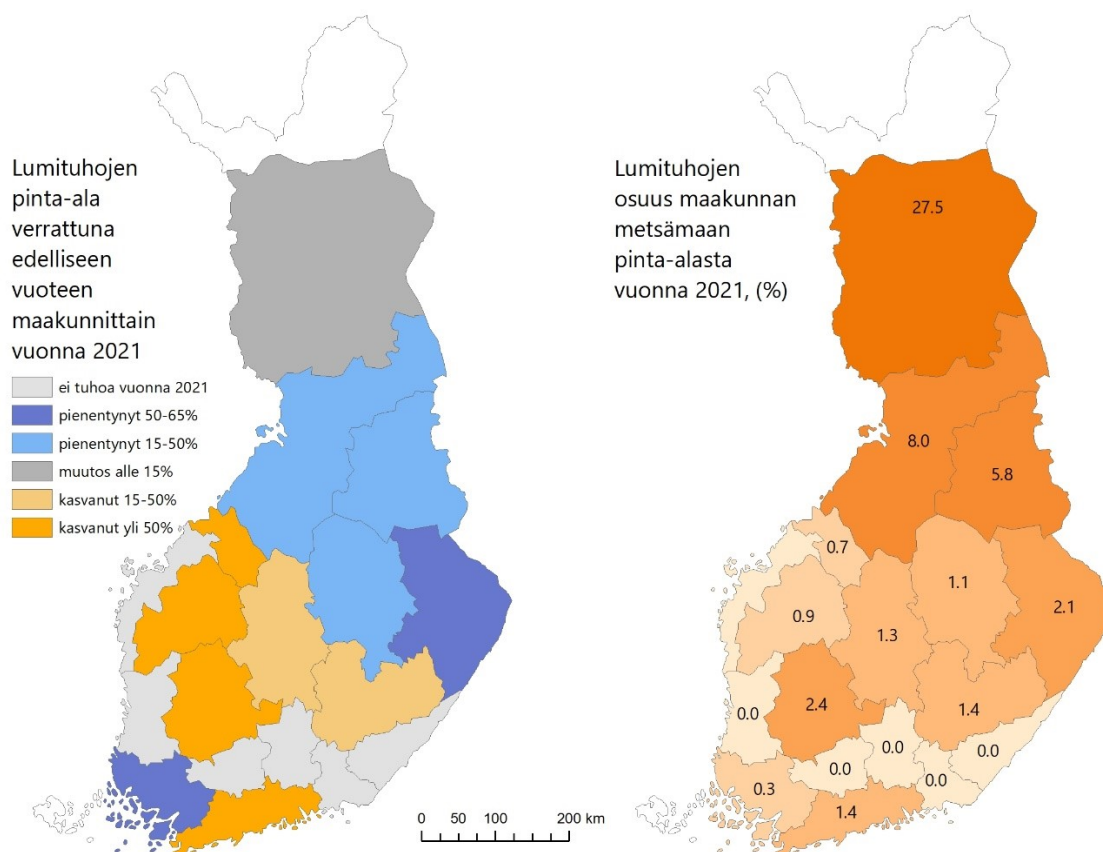 Lumituhojen
pinta-ala
verrattuna
edelliseen
vuoteen
maakunnittain
vuonna 2021
ei tuhoa vuonna 2021
pienentynyt 50-65%
pienentynyt 15-50%
muutos alle 15%
kasvanut 15-50%
kasvanut yli 50%
0 50 100 200 km
Lumituhojen
osuus maakunnan
metsämaan
pinta-alasta
vuonna 2021, (%)
27.5
8.0
5.8
0.7
1.1
2.1
0.9
1.3
0.0
2.4
1.4
0.0
0.0
0.0
0.0
0.3
1.4